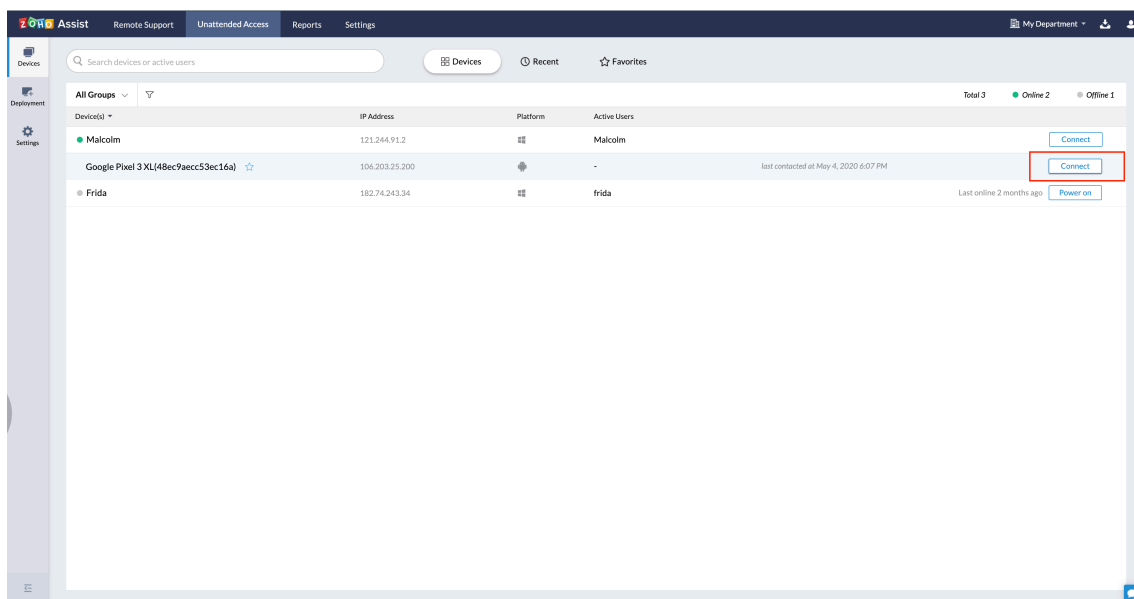 ZOHO Assist Remote Support Unattended Access Reports Settings My Department
Devices
Search devices or active users
Devices Recent Favorites
Deployment
All Groups
Total 3 Online 2 Offline 1
Device(s) IP Address Platform Active Users
Settings
Malcolm 121.244.91.2 Malcolm Connect
Google Pixel 3 XL(48ec9aecc53ec16a) 106.203.25.200 - last contacted at May 4, 2020 6:07 PM Connect
Frida 182.74.243.34 frida Last online 2 months ago Power on